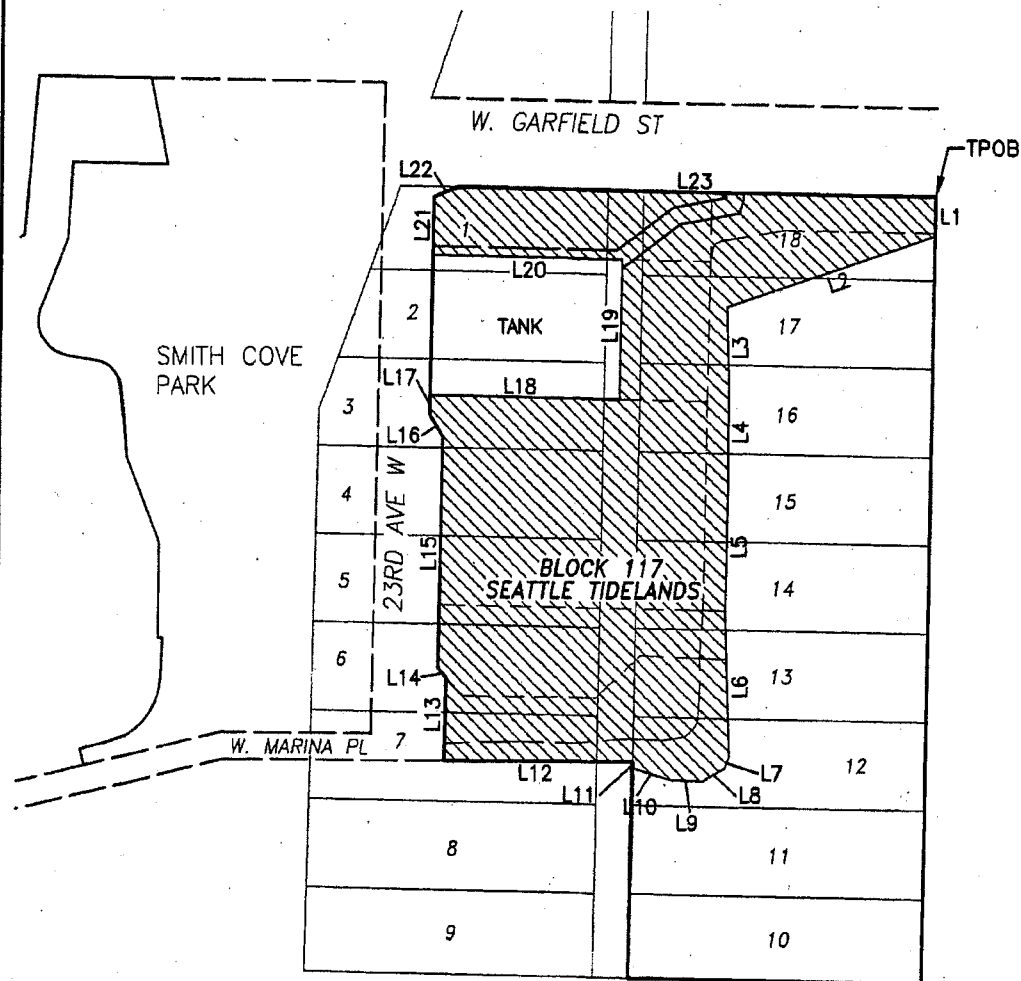 W. GARFIELD ST
TPOB
L22
L23
L21
L1
1
18
L20
L2
2
TANK
L19
17
SMITH COVE
PARK
L3
L17
L18
3
16
L16
L4
4
23RD AVE W
15
L15
L5
BLOCK 117
SEATTLE TIDELANDS
5
14
6
13
L14
L6
L13
W. MARINA PL
7
L12
12
L7
L11
L10
L8
L9
8
11
9
10